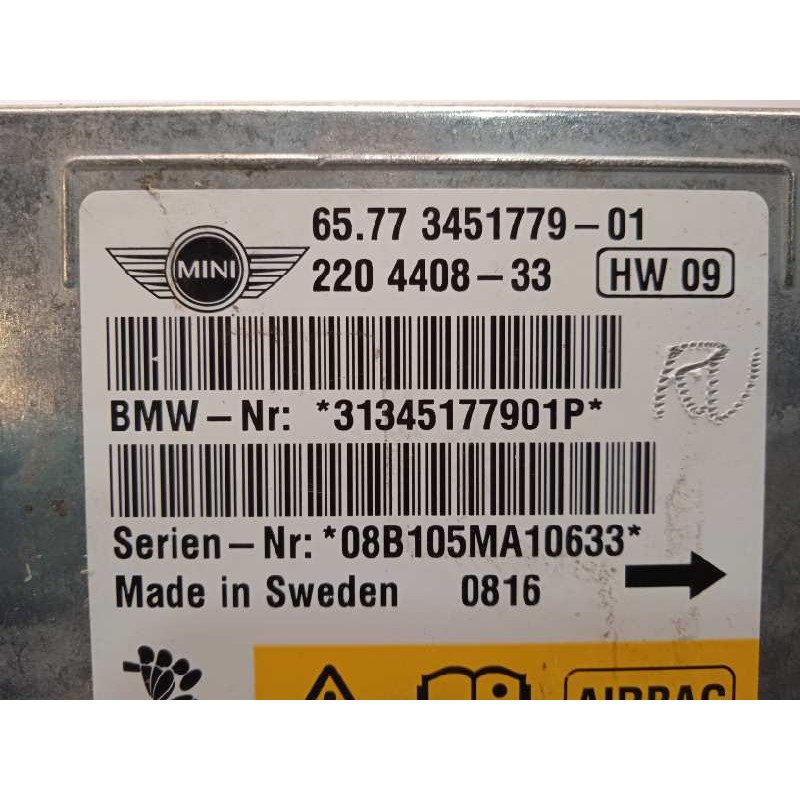 65.77 3451779-01
MINI
220 4408-33 HW 09
BMW-Nr: *31345177901P*
Serien-Nr: *08B105MA10633*
Made in Sweden 0816
AIRBAG